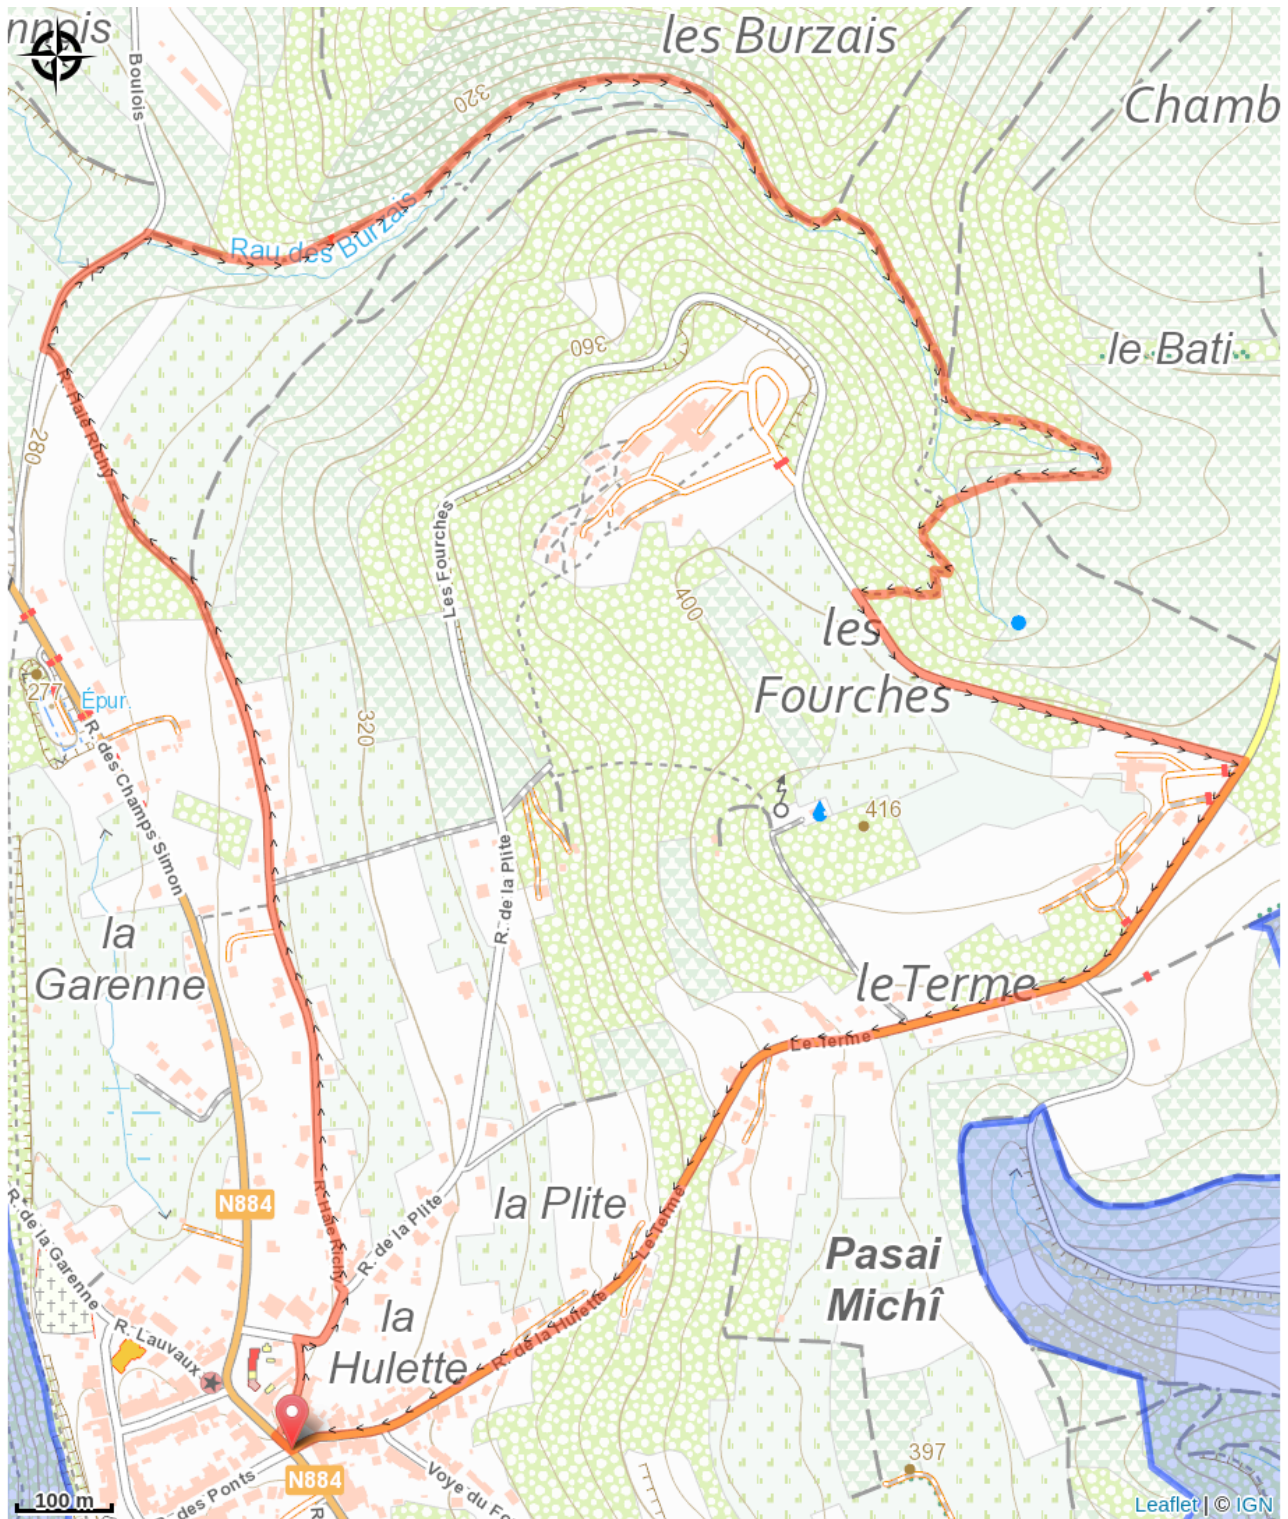 nnois
les Burzais
Boulois
320
Chamb
Rau des Burzais
360
le Bati
R. Haie Richy
280
Les Fourches
400
les
Fourches
277
Épur.
320
R. des Champs Simon
R. de la Plite
416
la
Garenne
le Terme
Le Terme
N884
R. Haie Richy
R. de la Plite
la Plite
Le Terme
R. de la Garenne
Pasai
Michî
la
Hulette
R. de la Hulette
R. Lauvaux
N884
des Ponts
Voye du Fo
R
397
100 m
Leaflet | © IGN